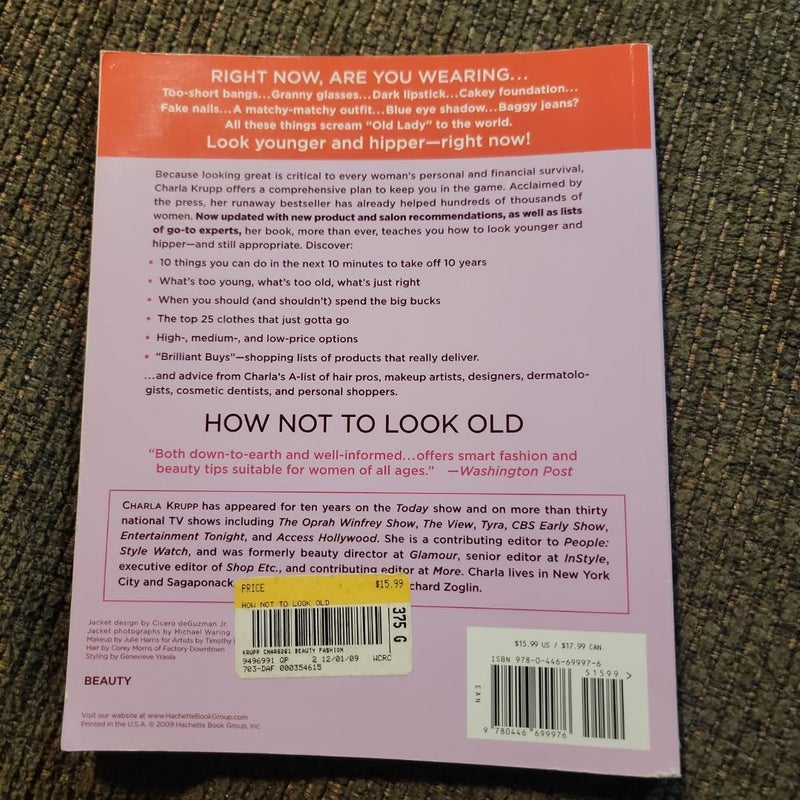 RIGHT NOW, ARE YOU WEARING...
Too-short bangs...Granny glasses...Dark lipstick...Cakey foundation...
Fake nails...A matchy-matchy outfit...Blue eye shadow...Baggy jeans?
All these things scream “Old Lady” to the world.
Look younger and hipper—right now!
Because looking great is critical to every woman's personal and financial survival,
Charla Krupp offers a comprehensive plan to keep you in the game. Acclaimed by
the press, her runaway bestseller has already helped hundreds of thousands of
women. Now updated with new product and salon recommendations, as well as lists
of go-to experts, her book, more than ever, teaches you how to look younger and
hipper—and still appropriate. Discover:
• 10 things you can do in the next 10 minutes to take off 10 years
• What's too young, what's too old, what's just right
• When you should (and shouldn't) spend the big bucks
• The top 25 clothes that just gotta go
• High-, medium-, and low-price options
• “Brilliant Buys”—shopping lists of products that really deliver.
...and advice from Charla's A-list of hair pros, makeup artists, designers, dermatolo-
gists, cosmetic dentists, and personal shoppers.
HOW NOT TO LOOK OLD
“Both down-to-earth and well-informed...offers smart fashion and
beauty tips suitable for women of all ages.” —Washington Post
CHARLA KRUPP has appeared for ten years on the Today show and on more than thirty
national TV shows including The Oprah Winfrey Show, The View, Tyra, CBS Early Show,
Entertainment Tonight, and Access Hollywood. She is a contributing editor to People:
Style Watch, and was formerly beauty director at Glamour, senior editor at InStyle,
executive editor of Shop Etc., and contributing editor at More. Charla lives in New York
City and Sagaponack, chard Zoglin.
PRICE $15.99
HOW NOT TO LOOK OLD
375 G
KRUPP CHAR6261 BEAUTY FASHION
9496991 QP 2 12/01/09 WCRC
703-DAF 000354615
Jacket design by Cicero deGuzman Jr.
Jacket photographs by Michael Waring
Makeup by Julie Harris for Artists by Timothy
Hair by Corey Morris of Factory Downtown
Styling by Genevieve Yraola
BEAUTY
Visit our website at www.HachetteBookGroup.com
Printed in the U.S.A. © 2009 Hachette Book Group, Inc.
$15.99 US / $17.99 CAN.
ISBN 978-0-446-69997-6
51599 >
EAN
9 780446 699976